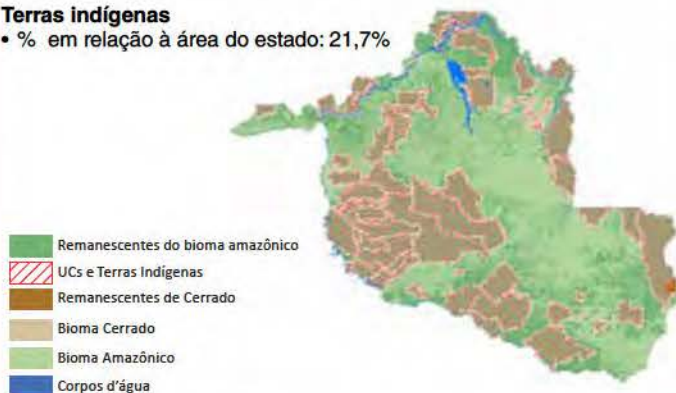 Terras indígenas
• % em relação à área do estado: 21,7%
Remanescentes do bioma amazônico
UCs e Terras Indígenas
Remanescentes de Cerrado
Bioma Cerrado
Bioma Amazônico
Corpos d'água